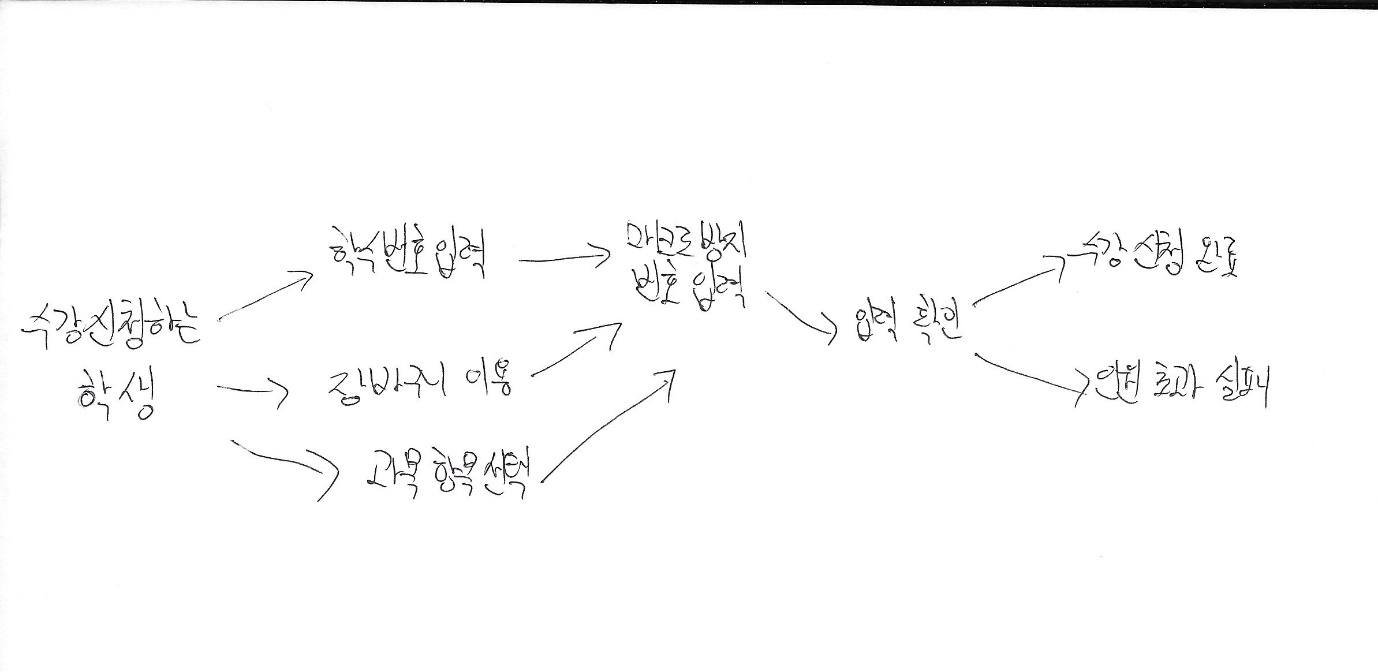 수강신청하는
학생
학수번호입력
장바구니 이용
과목 항목 선택
매크로 방지
번호 입력
입력 확인
수강 신청 완료
인원 초과 실패